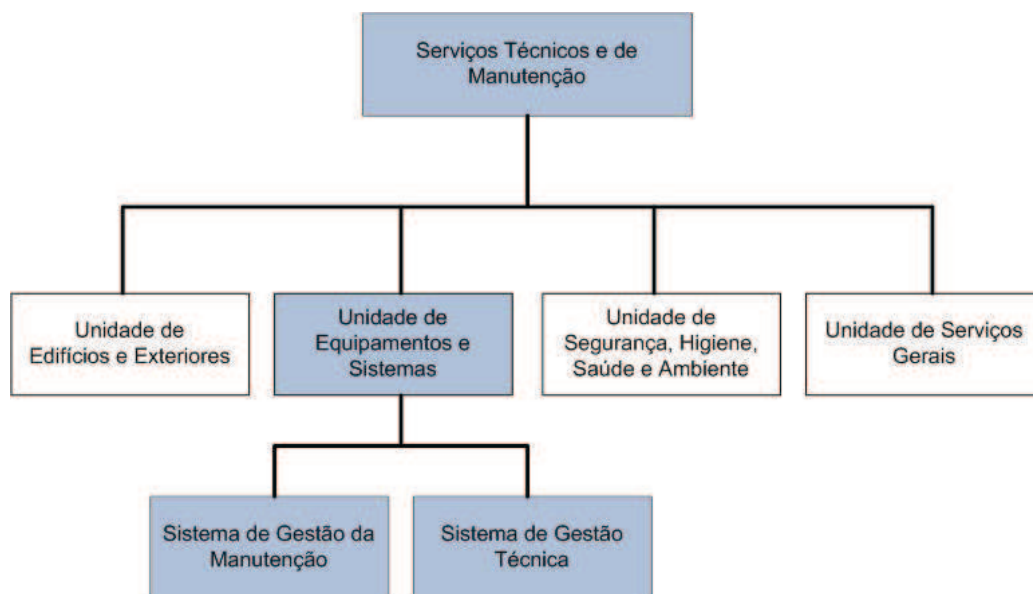 Serviços Técnicos e de
Manutenção
Unidade de
Edifícios e Exteriores
Unidade de
Equipamentos e
Sistemas
Unidade de
Segurança, Higiene,
Saúde e Ambiente
Unidade de Serviços
Gerais
Sistema de Gestão da
Manutenção
Sistema de Gestão
Técnica